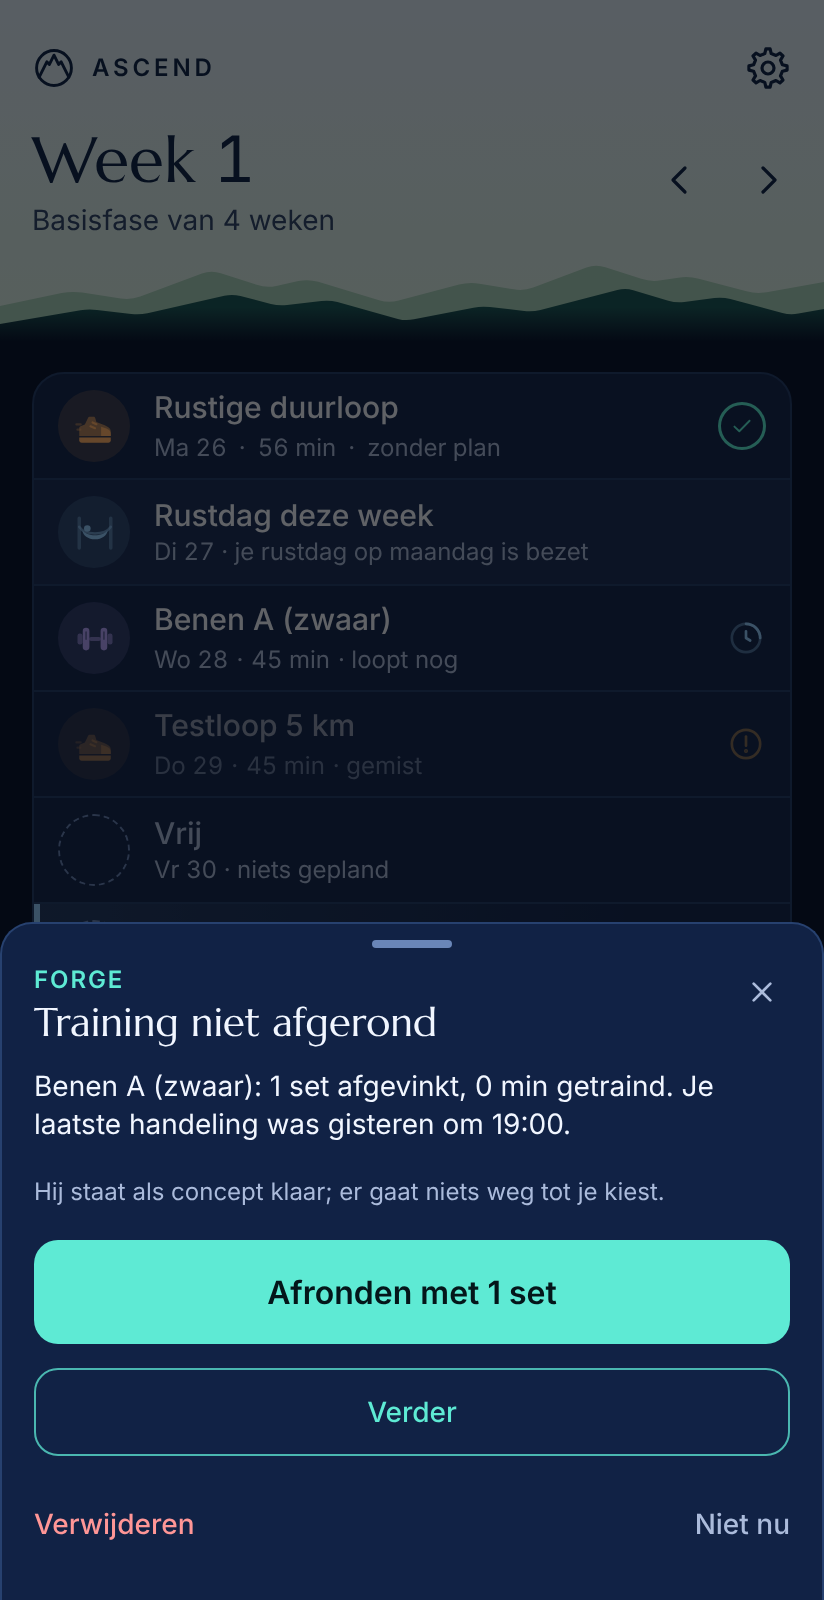 ASCEND
Week 1
Basisfase van 4 weken
Rustige duurloop
Ma 26 · 56 min · zonder plan
Rustdag deze week
Di 27 · je rustdag op maandag is bezet
Benen A (zwaar)
Wo 28 · 45 min · loopt nog
Testloop 5 km
Do 29 · 45 min · gemist
Vrij
Vr 30 · niets gepland
FORGE
Training niet afgerond
Benen A (zwaar): 1 set afgevinkt, 0 min getraind. Je
laatste handeling was gisteren om 19:00.
Hij staat als concept klaar; er gaat niets weg tot je kiest.
Afronden met 1 set
Verder
Verwijderen
Niet nu